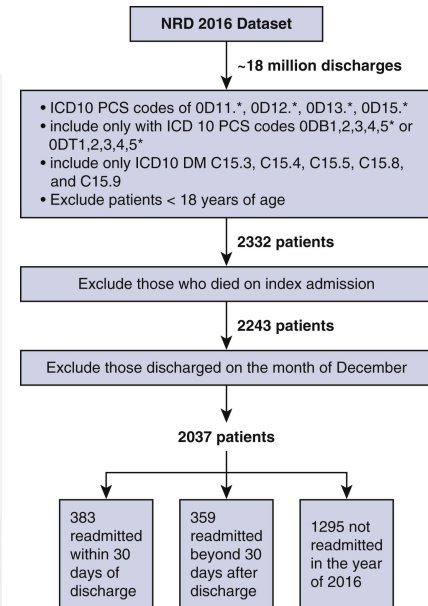 NRD 2016 Dataset
~18 million discharges
• ICD10 PCS codes of 0D11.*, 0D12.*, 0D13.*, 0D15.*
• include only with ICD 10 PCS codes 0DB1,2,3,4,5* or
0DT1,2,3,4,5*
• include only ICD10 DM C15.3, C15.4, C15.5, C15.8,
and C15.9
• Exclude patients < 18 years of age
2332 patients
Exclude those who died on index admission
2243 patients
Exclude those discharged on the month of December
2037 patients
383
readmitted
within 30
days of
discharge
359
readmitted
beyond 30
days after
discharge
1295 not
readmitted
in the year
of 2016